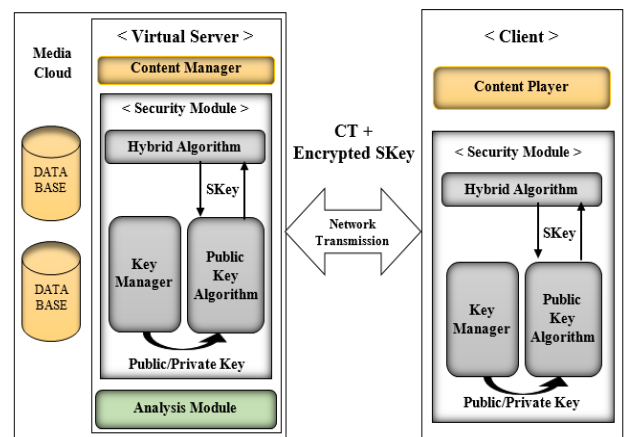 Media
Cloud
DATA
BASE
DATA
BASE
< Virtual Server >
Content Manager
< Security Module >
Hybrid Algorithm
SKey
Key
Manager
Public
Key
Algorithm
Public/Private Key
Analysis Module
CT +
Encrypted SKey
Network
Transmission
< Client >
Content Player
< Security Module >
Hybrid Algorithm
SKey
Key
Manager
Public
Key
Algorithm
Public/Private Key